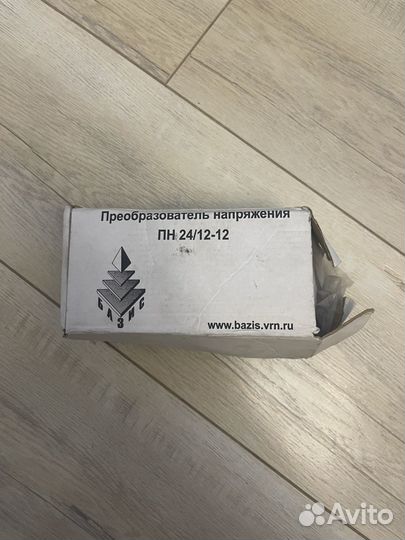 Преобразователь напряжения
ПН 24/12-12
БАЗИС
www.bazis.vrn.ru
Avito